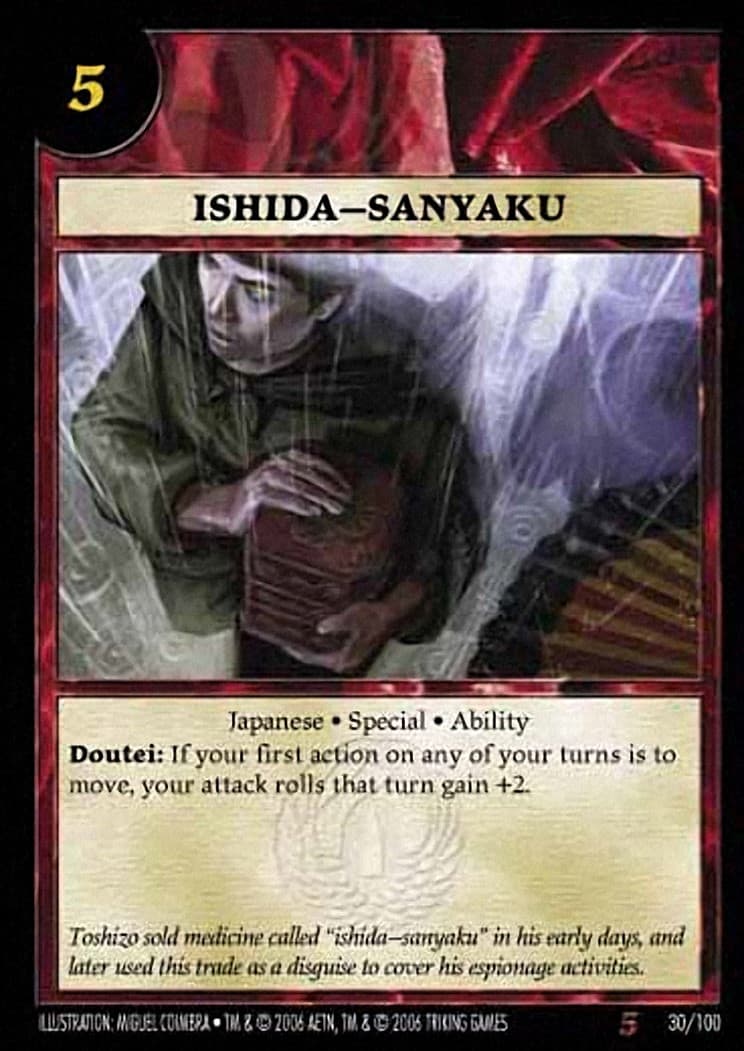 5
ISHIDA—SANYAKU
Japanese • Special • Ability
Doutei: If your first action on any of your turns is to
move, your attack rolls that turn gain +2.
Toshizo sold medicine called "ishida—sanyaku" in his early days, and
later used this trade as a disguise to cover his espionage activities.
ILLUSTRATION: MIGUEL COIMBRA • TM & © 2006 AETN, TM & © 2006 TRIKING GAMES 5 30/100